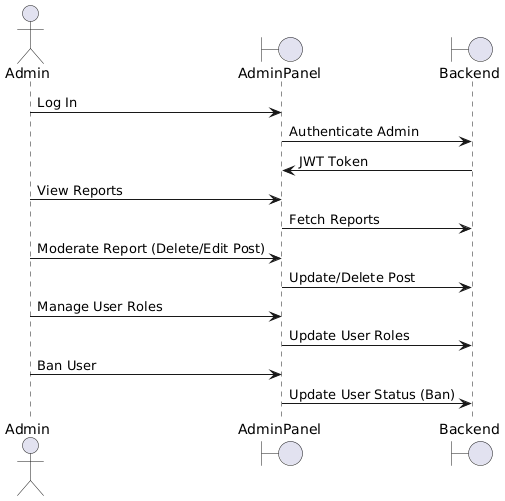 Admin
AdminPanel
Backend
Log In
Authenticate Admin
JWT Token
View Reports
Fetch Reports
Moderate Report (Delete/Edit Post)
Update/Delete Post
Manage User Roles
Update User Roles
Ban User
Update User Status (Ban)
Admin
AdminPanel
Backend